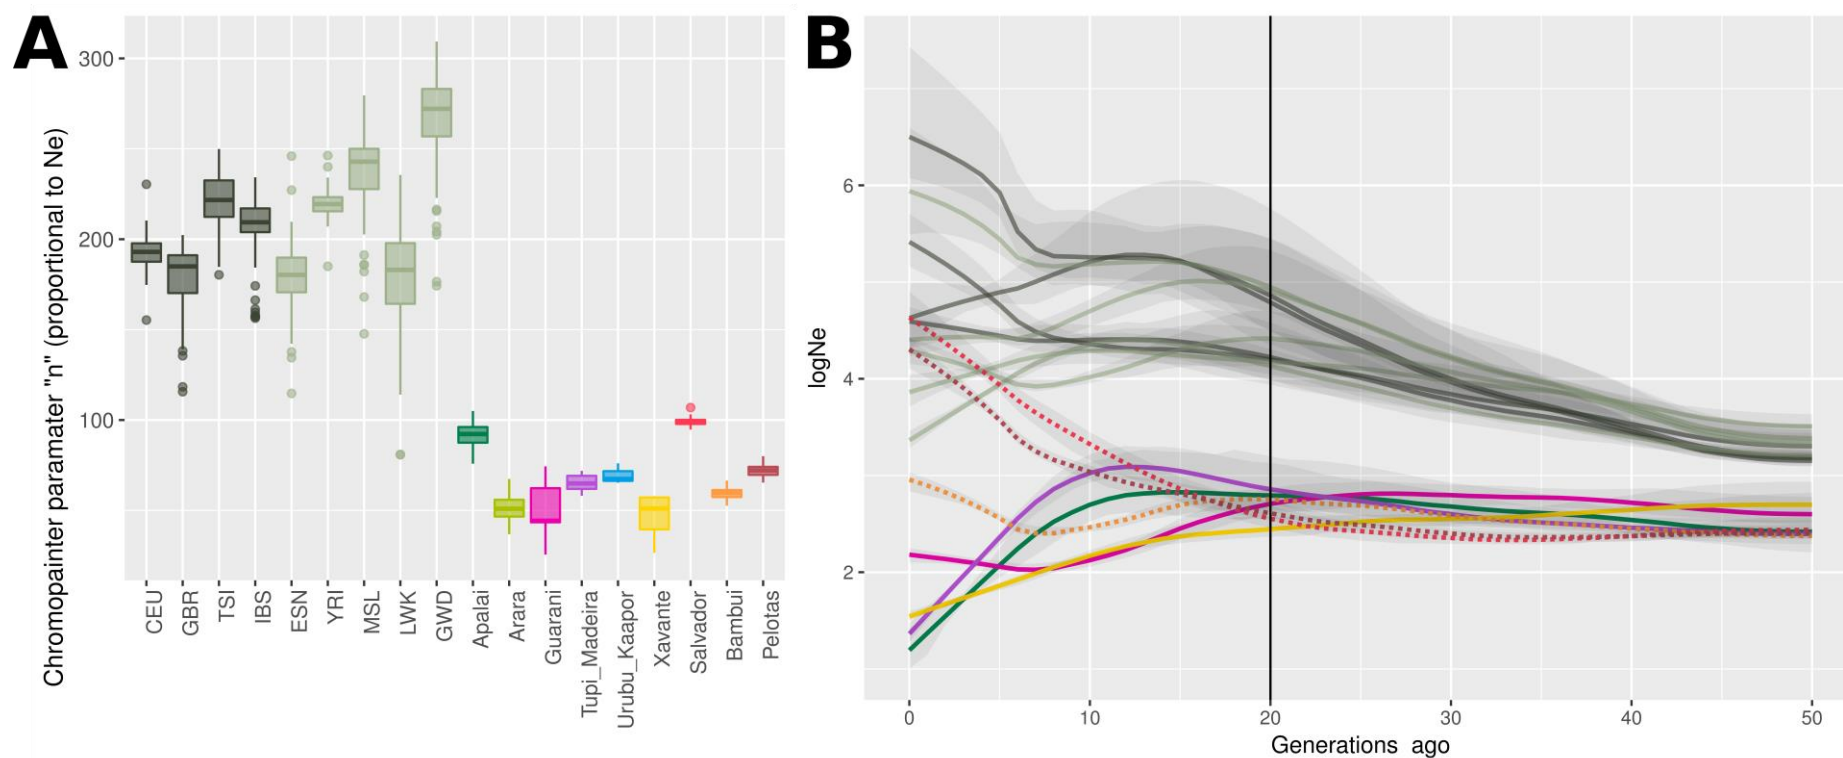 A
Chromopainter paramater "n" (proportional to Ne)
300
200
100
CEU
GBR
TSI
IBS
ESN
YRI
MSL
LWK
GWD
Apalai
Arara
Guarani
Tupi_Madeira
Urubu_Kaapor
Xavante
Salvador
Bambui
Pelotas
B
logNe
6
4
2
0
10
20
30
40
50
Generations ago